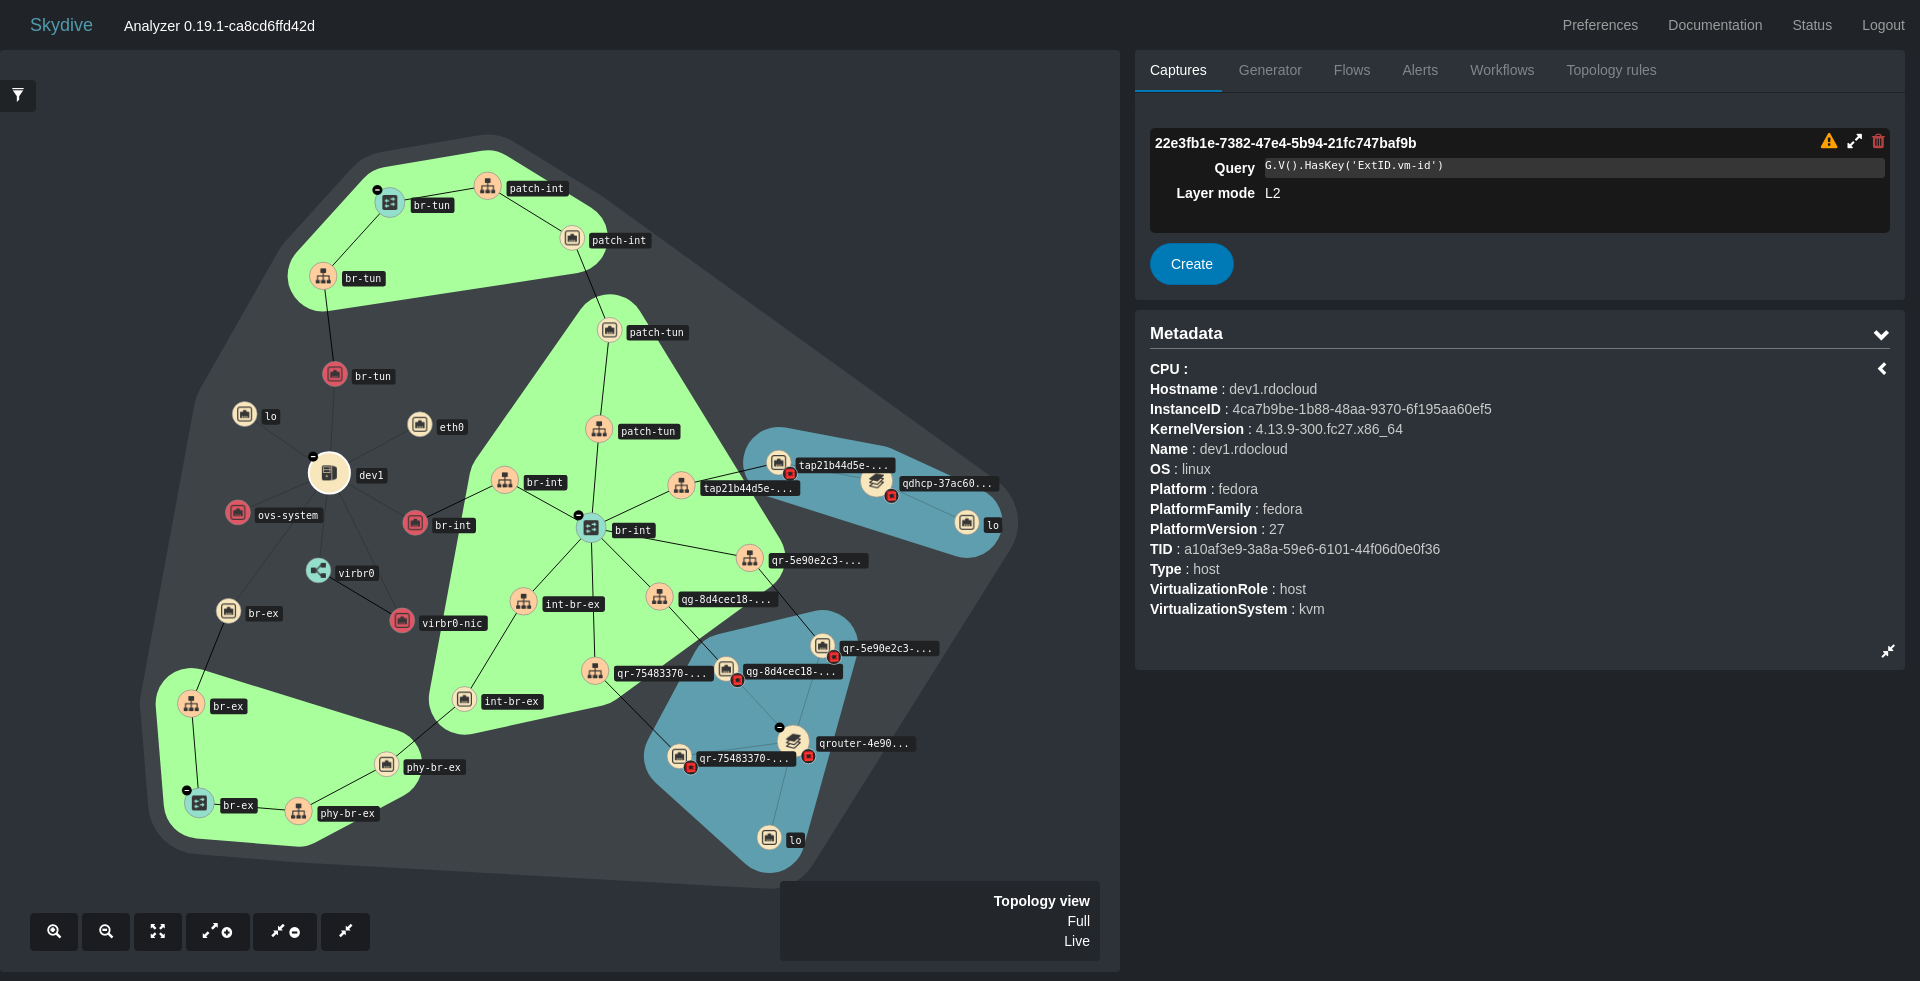 Skydive
Analyzer 0.19.1-ca8cd6ffd42d
Preferences
Documentation
Status
Logout
patch-int
br-tun
patch-int
br-tun
patch-tun
br-tun
lo
eth0
patch-tun
dev1
br-int
tap21b44d5e-...
tap21b44d5e-...
qdhcp-37ac60...
ovs-system
br-int
br-int
lo
virbr0
qr-5e90e2c3-...
int-br-ex
qg-8d4cec18-...
br-ex
virbr0-nic
qr-5e90e2c3-...
qr-75483370-...
qg-8d4cec18-...
int-br-ex
br-ex
qrouter-4e90...
qr-75483370-...
phy-br-ex
br-ex
phy-br-ex
lo
Topology view
Full
Live
Captures
Generator
Flows
Alerts
Workflows
Topology rules
22e3fb1e-7382-47e4-5b94-21fc747baf9b
Query G.V().HasKey('ExtID.vm-id')
Layer mode L2
Create
Metadata
CPU :
Hostname : dev1.rdocloud
InstanceID : 4ca7b9be-1b88-48aa-9370-6f195aa60ef5
KernelVersion : 4.13.9-300.fc27.x86_64
Name : dev1.rdocloud
OS : linux
Platform : fedora
PlatformFamily : fedora
PlatformVersion : 27
TID : a10af3e9-3a8a-59e6-6101-44f06d0e0f36
Type : host
VirtualizationRole : host
VirtualizationSystem : kvm